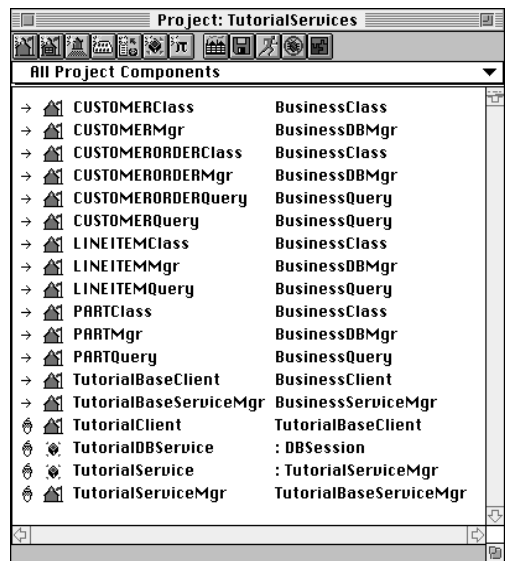 Project: TutorialServices
All Project Components
CUSTOMERClass BusinessClass
CUSTOMERMgr BusinessDBMgr
CUSTOMERORDERClass BusinessClass
CUSTOMERORDERMgr BusinessDBMgr
CUSTOMERORDERQuery BusinessQuery
CUSTOMERQuery BusinessQuery
LINEITEMClass BusinessClass
LINEITEMMgr BusinessDBMgr
LINEITEMQuery BusinessQuery
PARTClass BusinessClass
PARTMgr BusinessDBMgr
PARTQuery BusinessQuery
TutorialBaseClient BusinessClient
TutorialBaseServiceMgr BusinessServiceMgr
TutorialClient TutorialBaseClient
TutorialDBService : DBSession
TutorialService : TutorialServiceMgr
TutorialServiceMgr TutorialBaseServiceMgr